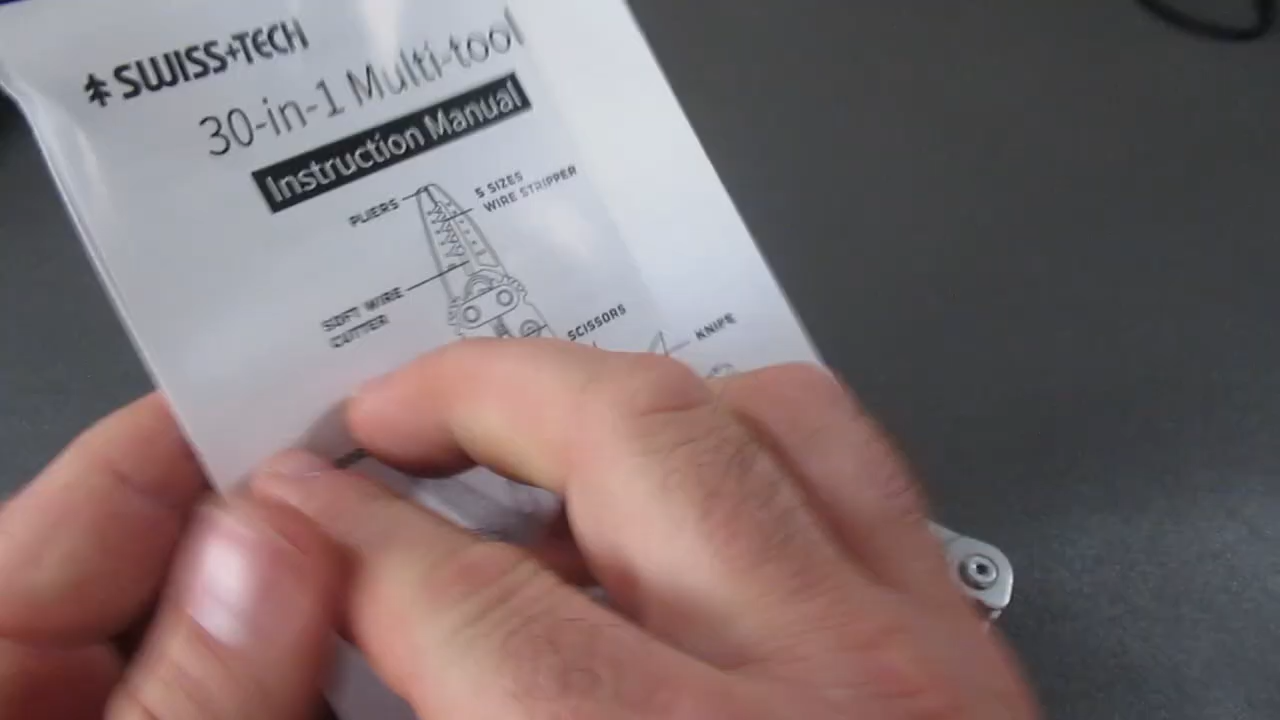 SWISS+TECH
30-in-1 Multi-tool
Instruction Manual
PLIERS
5 SIZES
WIRE STRIPPER
SOFT WIRE
CUTTER
SCISSORS
KNIFE